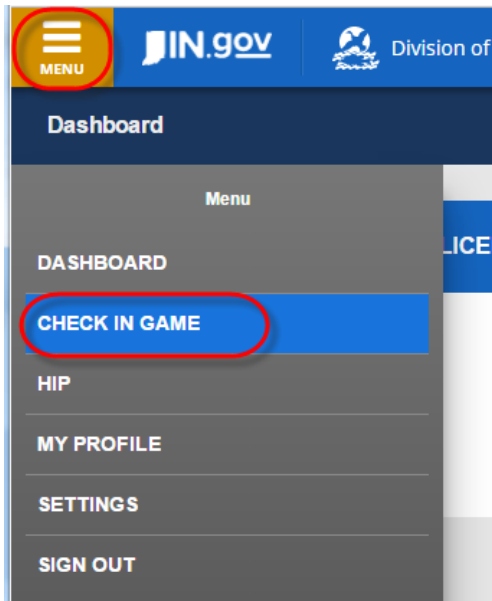 MENU
IN.gov
Division of
Dashboard
Menu
LICE
DASHBOARD
CHECK IN GAME
HIP
MY PROFILE
SETTINGS
SIGN OUT